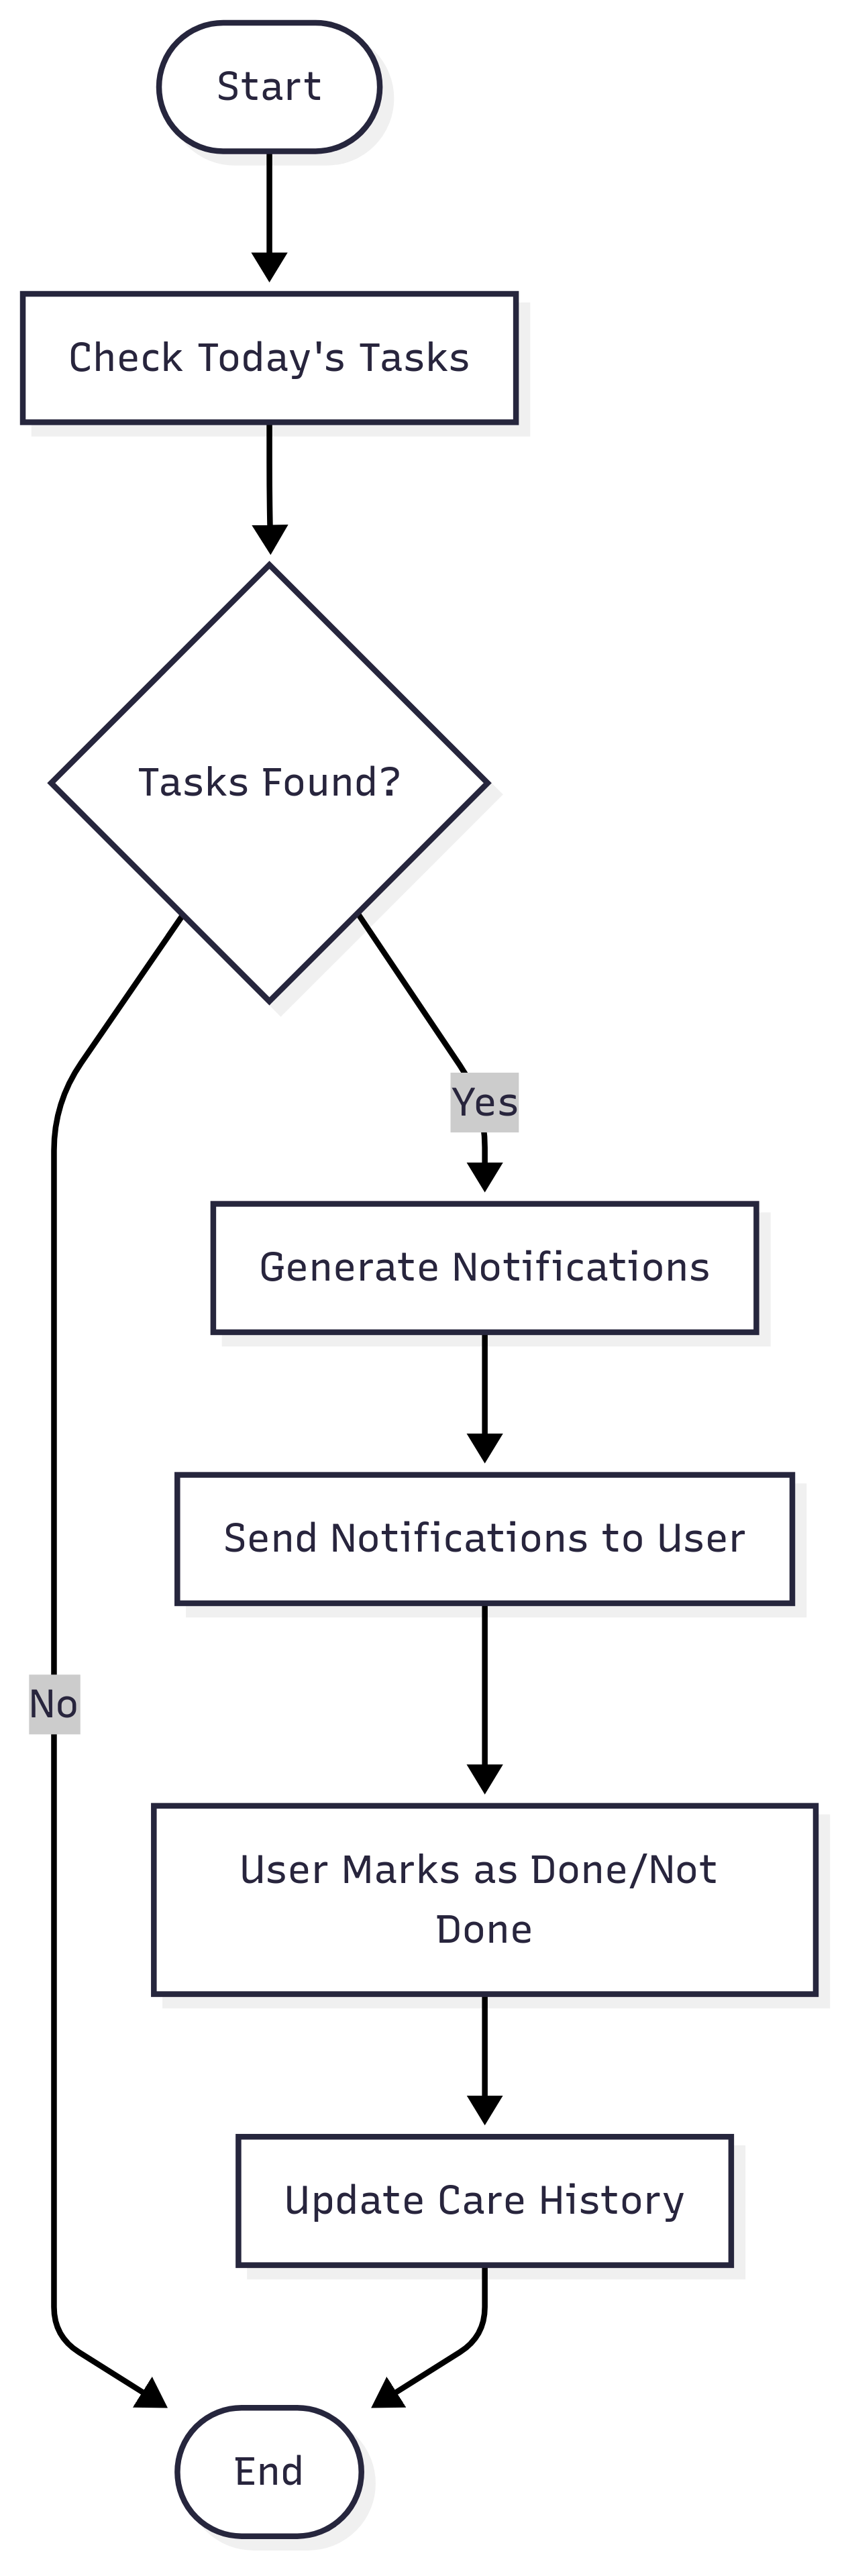 Start
Check Today's Tasks
Tasks Found?
Yes
Generate Notifications
Send Notifications to User
No
User Marks as Done/Not
Done
Update Care History
End